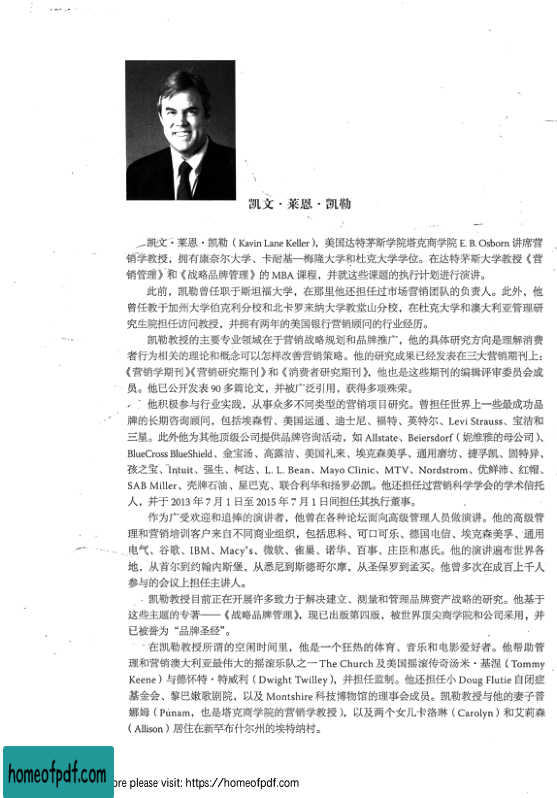 凯文·莱恩·凯勒
凯文·莱恩·凯勒（Kavin Lane Keller），美国达特茅斯学院塔克商学院 E. B. Osborn 讲席营
销学教授，拥有康奈尔大学、卡耐基—梅隆大学和杜克大学学位。在达特茅斯大学教授《营
销管理》和《战略品牌管理》的 MBA 课程，并就这些课题的执行计划进行演讲。
此前，凯勒曾任职于斯坦福大学，在那里他还担任过市场营销团队的负责人。此外，他
曾任教于加州大学伯克利分校和北卡罗来纳大学教堂山分校，在杜克大学和澳大利亚管理研
究生院担任访问教授，并拥有两年的美国银行营销顾问的行业经历。
凯勒教授的主要专业领域在于营销战略规划和品牌推广，他的具体研究方向是理解消费
者行为相关的理论和概念可以怎样改善营销策略。他的研究成果已经发表在三大营销期刊上：
《营销学期刊》《营销研究期刊》和《消费者研究期刊》，他也是这些期刊的编辑评审委员会成
员。他已公开发表 90 多篇论文，并被广泛引用，获得多项殊荣。
他积极参与行业实践，从事众多不同类型的营销项目研究。曾担任世界上一些最成功品
牌的长期咨询顾问，包括埃森哲、美国运通、迪士尼、福特、英特尔、Levi Strauss、宝洁和
三星。此外他为其他顶级公司提供品牌咨询活动，如 Allstate、Beiersdorf（妮维雅的母公司）、
BlueCross BlueShield、金宝汤、高露洁、美国礼来、埃克森美孚、通用磨坊、捷孚凯、固特异、
孩之宝、Intuit、强生、柯达、L. L. Bean、Mayo Clinic、MTV、Nordstrom、优鲜沛、红帽、
SAB Miller、壳牌石油、星巴克、联合利华和扬罗必凯。他还担任过营销科学学会的学术信托
人，并于 2013 年 7 月 1 日至 2015 年 7 月 1 日间担任其执行董事。
作为广受欢迎和追捧的演讲者，他曾在各种论坛面向高级管理人员做演讲。他的高级管
理和营销培训客户来自不同商业组织，包括思科、可口可乐、德国电信、埃克森美孚、通用
电气、谷歌、IBM、Macy's、微软、雀巢、诺华、百事、庄臣和惠氏。他的演讲遍布世界各
地，从首尔到约翰内斯堡，从悉尼到斯德哥尔摩，从圣保罗到孟买。他曾多次在成百上千人
参与的会议上担任主讲人。
凯勒教授目前正在开展许多致力于解决建立、测量和管理品牌资产战略的研究。他基于
这些主题的专著——《战略品牌管理》，现已出版第四版，被世界顶尖商学院和公司采用，并
已被誉为“品牌圣经”。
在凯勒教授所谓的空闲时间里，他是一个狂热的体育、音乐和电影爱好者。他帮助管
理和营销澳大利亚最伟大的摇滚乐队之一 The Church 及美国摇滚传奇汤米·基涅（Tommy
Keene）与德怀特·特威利（Dwight Twilley），并担任监制。他还担任小 Doug Flutie 自闭症
基金会、黎巴嫩歌剧院，以及 Montshire 科技博物馆的理事会成员。凯勒教授与他的妻子普
娜姆（Punam，也是塔克商学院的营销学教授），以及两个女儿卡洛琳（Carolyn）和艾莉森
（Allison）居住在新罕布什尔州的埃特纳村。
homeofpdf.com
ore please visit: https://homeofpdf.com